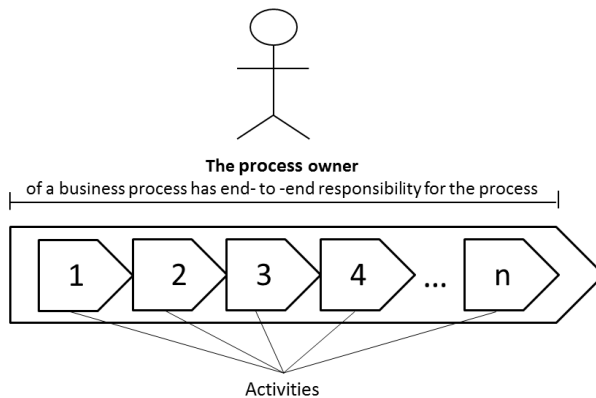 The process owner
of a business process has end- to -end responsibility for the process
1 2 3 4 ... n
Activities